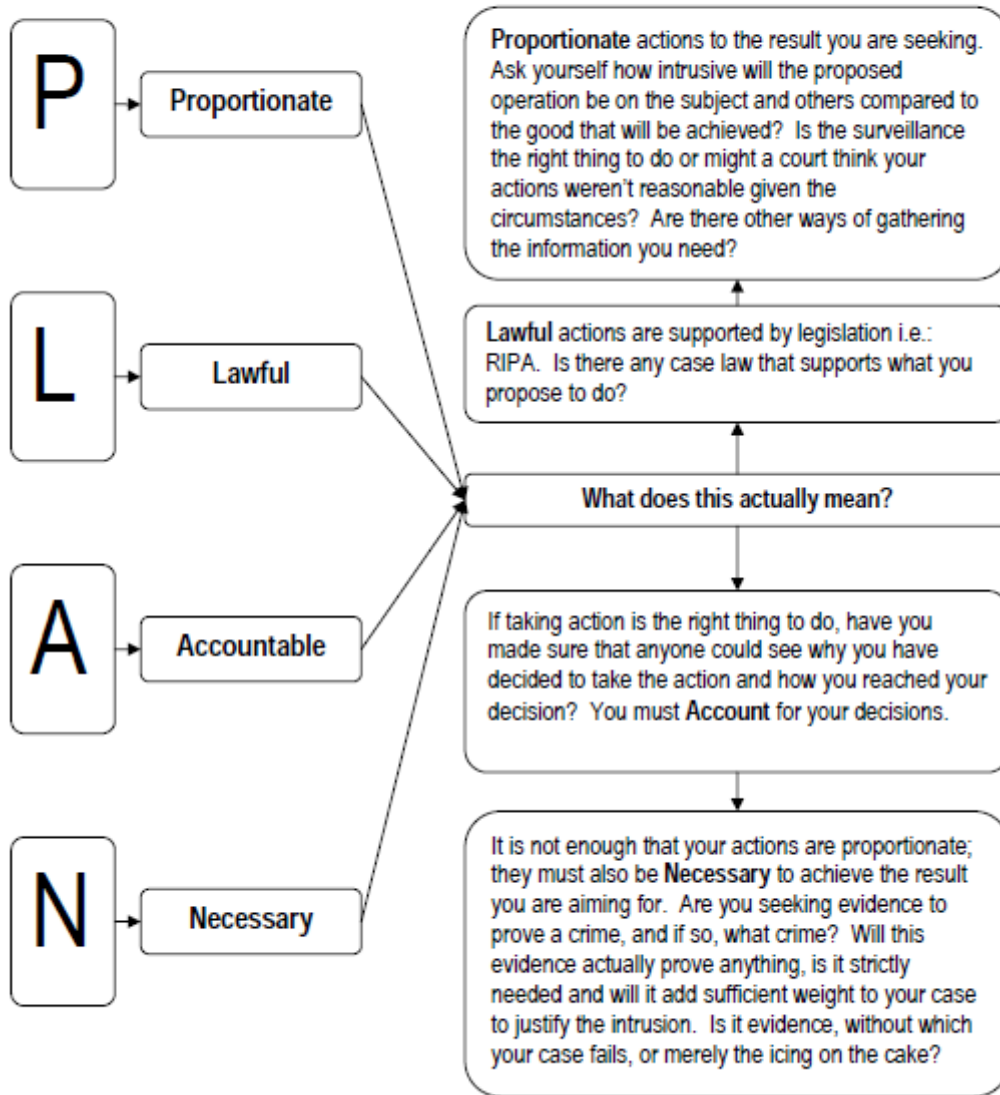 P
Proportionate
L
Lawful
A
Accountable
N
Necessary
Proportionate actions to the result you are seeking.
Ask yourself how intrusive will the proposed
operation be on the subject and others compared to
the good that will be achieved?  Is the surveillance
the right thing to do or might a court think your
actions weren't reasonable given the
circumstances?  Are there other ways of gathering
the information you need?
Lawful actions are supported by legislation i.e.:
RIPA.  Is there any case law that supports what you
propose to do?
What does this actually mean?
If taking action is the right thing to do, have you
made sure that anyone could see why you have
decided to take the action and how you reached your
decision?  You must Account for your decisions.
It is not enough that your actions are proportionate;
they must also be Necessary to achieve the result
you are aiming for.  Are you seeking evidence to
prove a crime, and if so, what crime?  Will this
evidence actually prove anything, is it strictly
needed and will it add sufficient weight to your case
to justify the intrusion.  Is it evidence, without which
your case fails, or merely the icing on the cake?